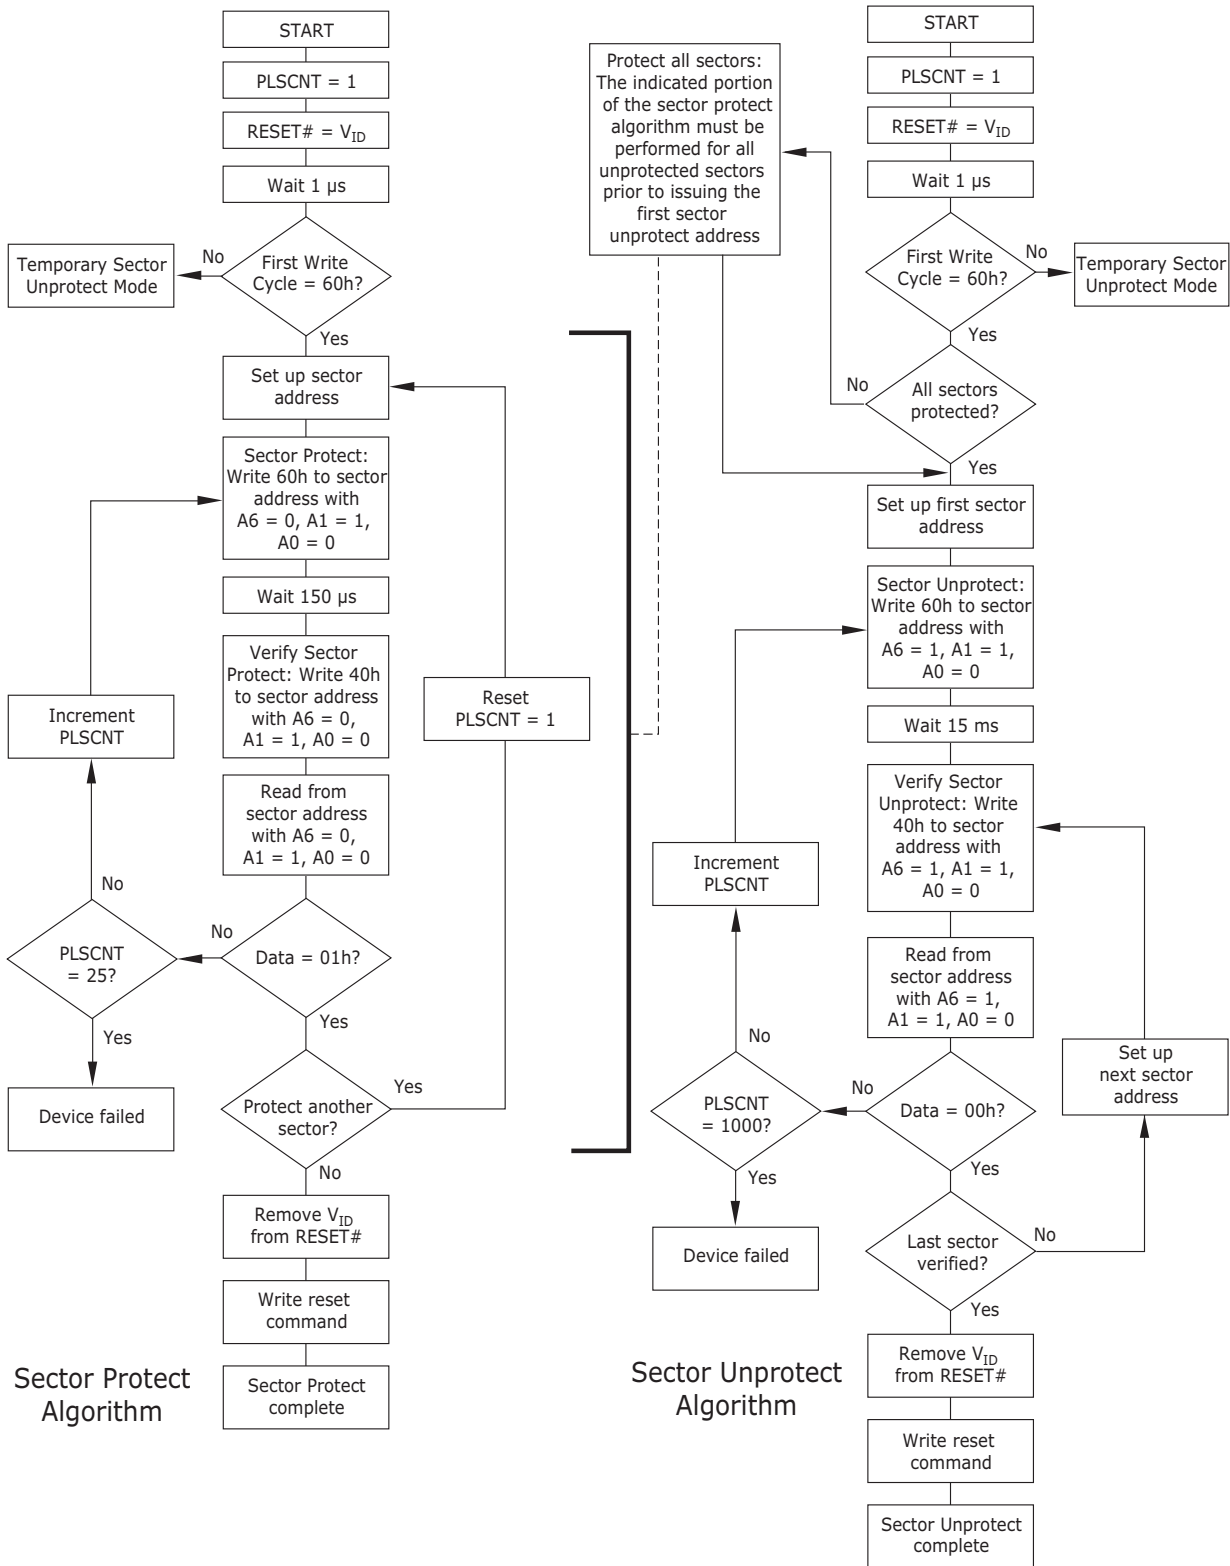 START
PLSCNT = 1
RESET# = VID
Wait 1 µs
First Write
Cycle = 60h?
No
Temporary Sector
Unprotect Mode
Yes
Set up sector
address
Sector Protect:
Write 60h to sector
address with
A6 = 0, A1 = 1,
A0 = 0
Wait 150 µs
Verify Sector
Protect: Write 40h
to sector address
with A6 = 0,
A1 = 1, A0 = 0
Reset
PLSCNT = 1
Increment
PLSCNT
Read from
sector address
with A6 = 0,
A1 = 1, A0 = 0
No
No
PLSCNT
= 25?
Data = 01h?
Yes
Yes
Device failed
Protect another
sector?
Yes
No
Remove VID
from RESET#
Write reset
command
Sector Protect
complete
Sector Protect
Algorithm
Protect all sectors:
The indicated portion
of the sector protect
algorithm must be
performed for all
unprotected sectors
prior to issuing the
first sector
unprotect address
START
PLSCNT = 1
RESET# = VID
Wait 1 µs
First Write
Cycle = 60h?
No
Temporary Sector
Unprotect Mode
Yes
No
All sectors
protected?
Yes
Set up first sector
address
Sector Unprotect:
Write 60h to sector
address with
A6 = 1, A1 = 1,
A0 = 0
Wait 15 ms
Verify Sector
Unprotect: Write
40h to sector
address with
A6 = 1, A1 = 1,
A0 = 0
Increment
PLSCNT
Read from
sector address
with A6 = 1,
A1 = 1, A0 = 0
No
No
PLSCNT
= 1000?
Data = 00h?
Set up
next sector
address
Yes
Yes
Device failed
Last sector
verified?
No
Yes
Remove VID
from RESET#
Write reset
command
Sector Unprotect
complete
Sector Unprotect
Algorithm